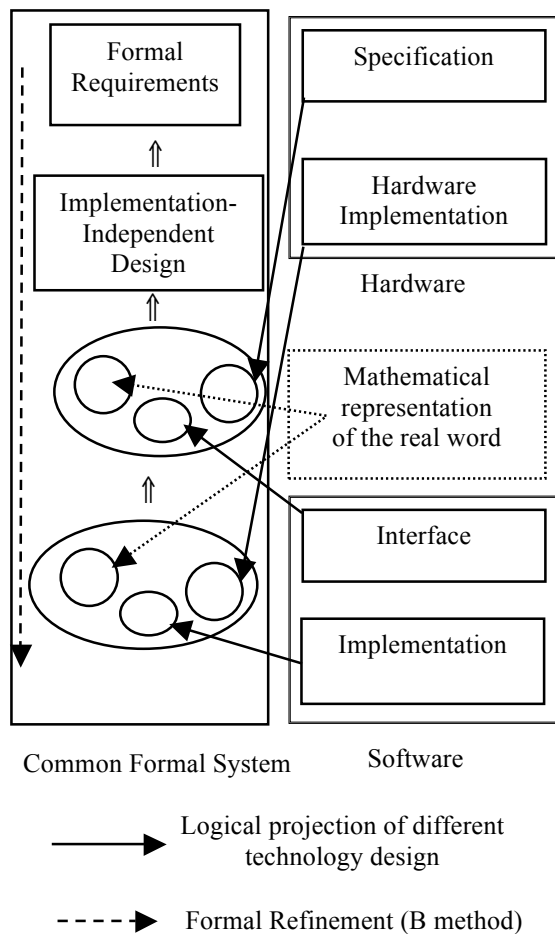 Formal
Requirements
⇑
Implementation-
Independent
Design
⇑
⇑
Common Formal System
Specification
Hardware
Implementation
Hardware
Mathematical
representation
of the real word
Interface
Implementation
Software
Logical projection of different
technology design
Formal Refinement (B method)